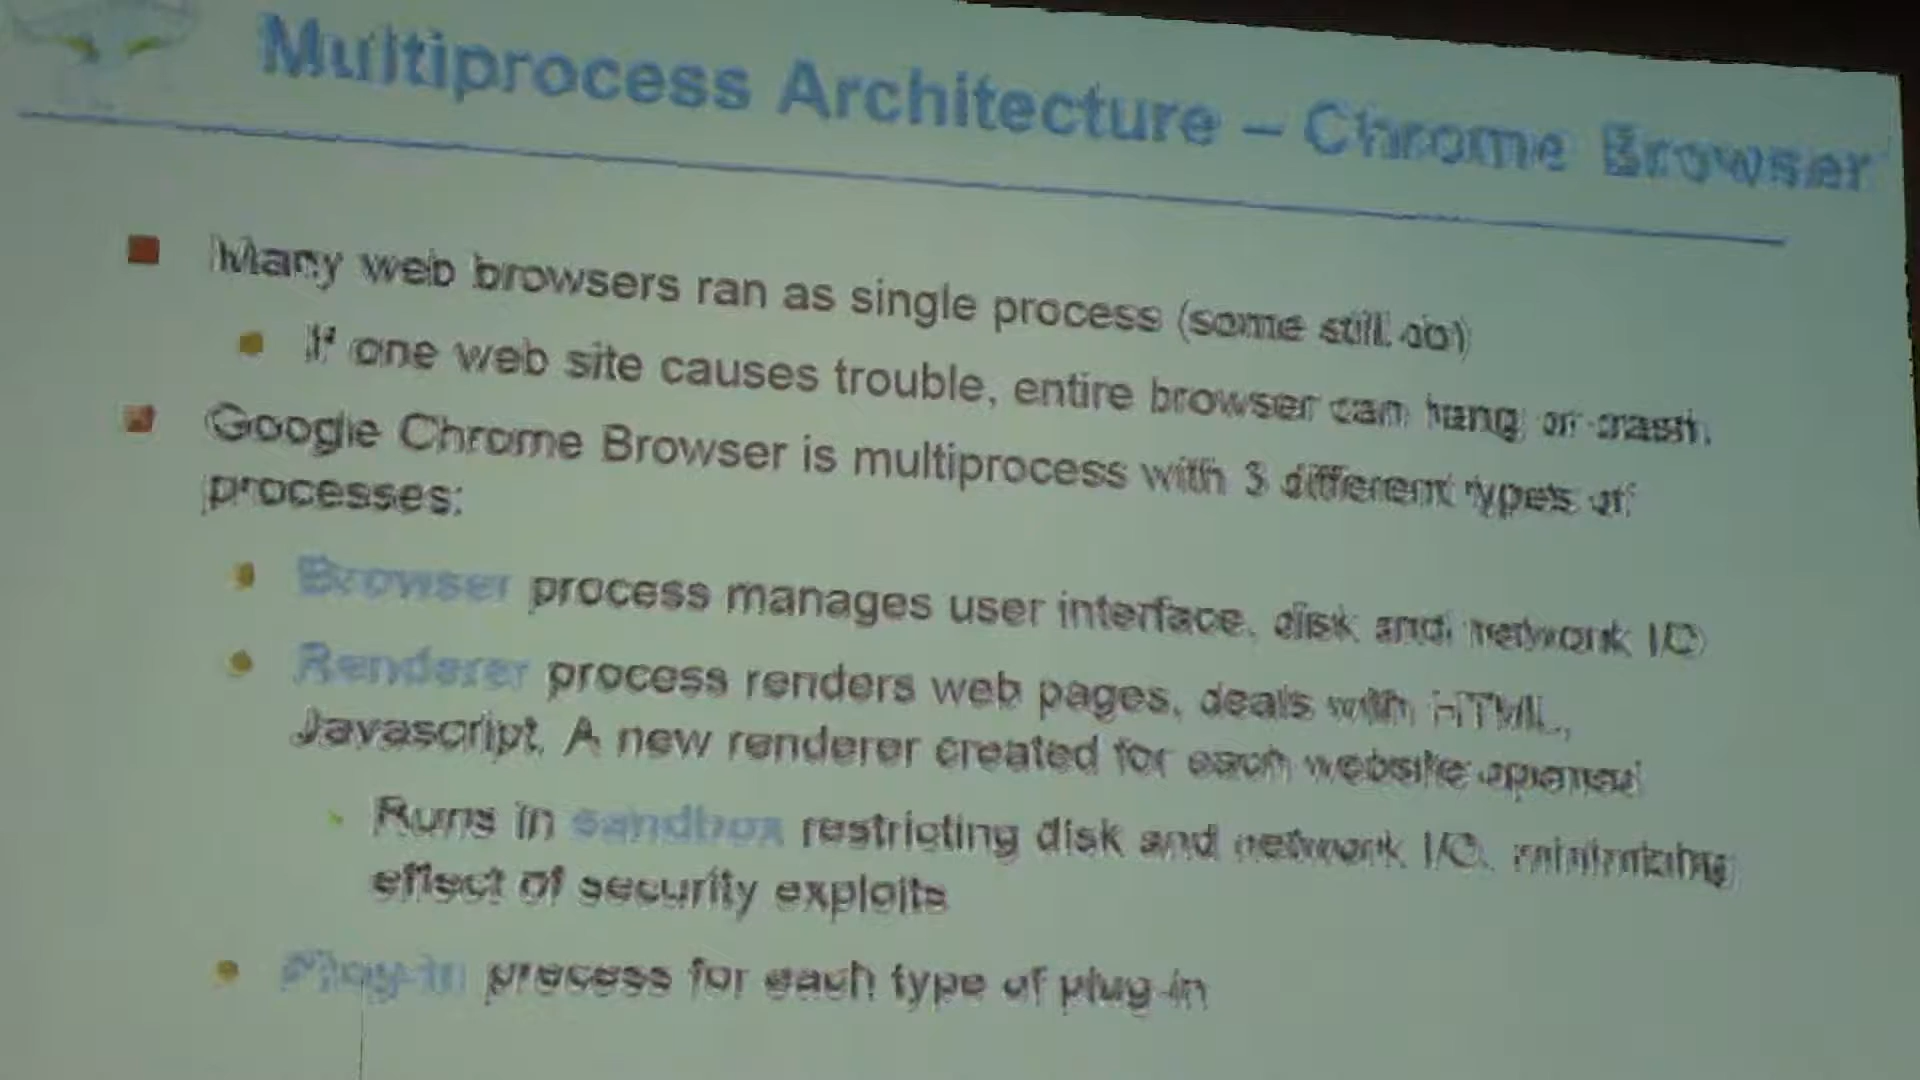 Multiprocess Architecture – Chrome Browser
Many web browsers ran as single process (some still do)
If one web site causes trouble, entire browser can hang or crash
Google Chrome Browser is multiprocess with 3 different types of
processes:
Browser process manages user interface, disk and network I/O
Renderer process renders web pages, deals with HTML,
Javascript. A new renderer created for each website opened
Runs in sandbox restricting disk and network I/O, minimizing
effect of security exploits
Plug-in process for each type of plug-in